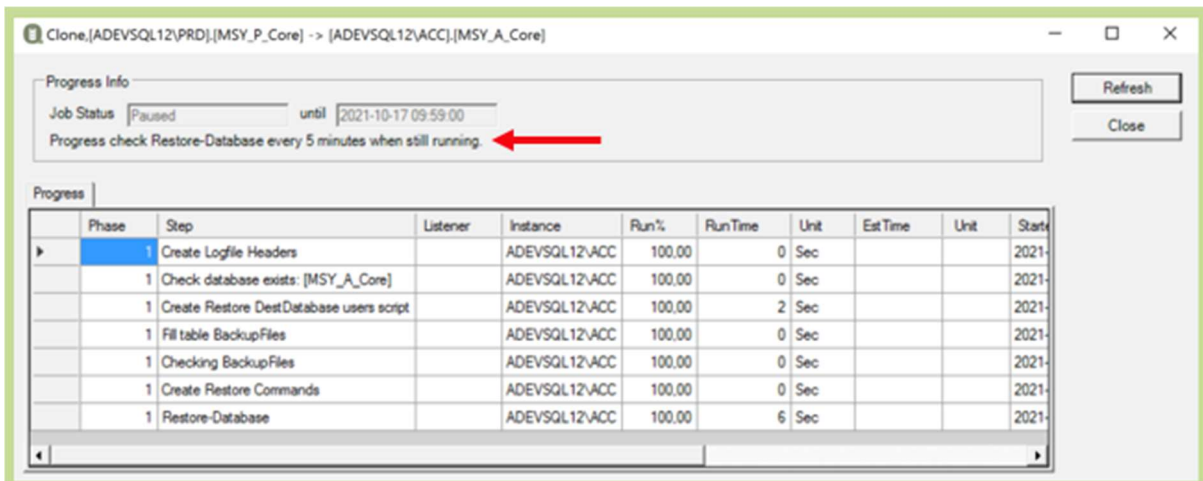 Clone,[ADEVSQL12\PRD].[MSY_P_Core] -> [ADEVSQL12\ACC].[MSY_A_Core]
Progress Info
Refresh
Job Status Paused until 2021-10-17 09:59:00
Close
Progress check Restore-Database every 5 minutes when still running.
Progress
Phase Step Listener Instance Run% RunTime Unit EstTime Unit Starte
1 Create Logfile Headers ADEVSQL12\ACC 100,00 0 Sec 2021-
1 Check database exists: [MSY_A_Core] ADEVSQL12\ACC 100,00 0 Sec 2021-
1 Create Restore DestDatabase users script ADEVSQL12\ACC 100,00 2 Sec 2021-
1 Fill table BackupFiles ADEVSQL12\ACC 100,00 0 Sec 2021-
1 Checking BackupFiles ADEVSQL12\ACC 100,00 0 Sec 2021-
1 Create Restore Commands ADEVSQL12\ACC 100,00 0 Sec 2021-
1 Restore-Database ADEVSQL12\ACC 100,00 6 Sec 2021-